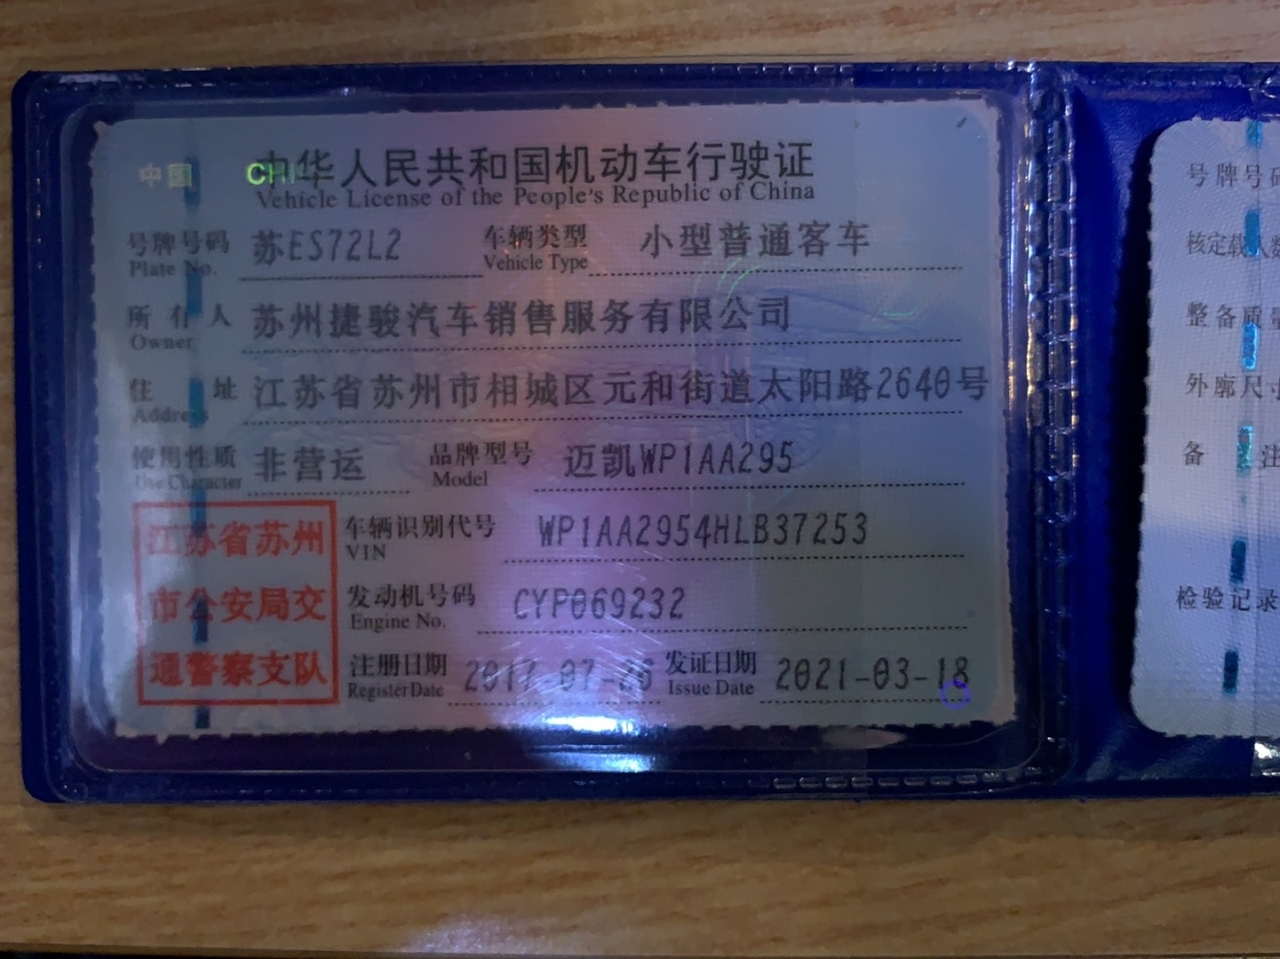 中国 CHI
中华人民共和国机动车行驶证
Vehicle License of the People's Republic of China
号牌号码 苏ES72L2 车辆类型 小型普通客车
Plate No. Vehicle Type
所有人 苏州捷骏汽车销售服务有限公司
Owner
住址 江苏省苏州市相城区元和街道太阳路2640号
Address
使用性质 非营运 品牌型号 迈凯WP1AA295
Use Character Model
江苏省苏州
市公安局交
通警察支队
车辆识别代号 WP1AA2954HLB37253
VIN
发动机号码 CYP069232
Engine No.
注册日期 2017-07-26 发证日期 2021-03-18
Register Date Issue Date
号牌号码
核定载人数
整备质量
外廓尺寸
备注
检验记录